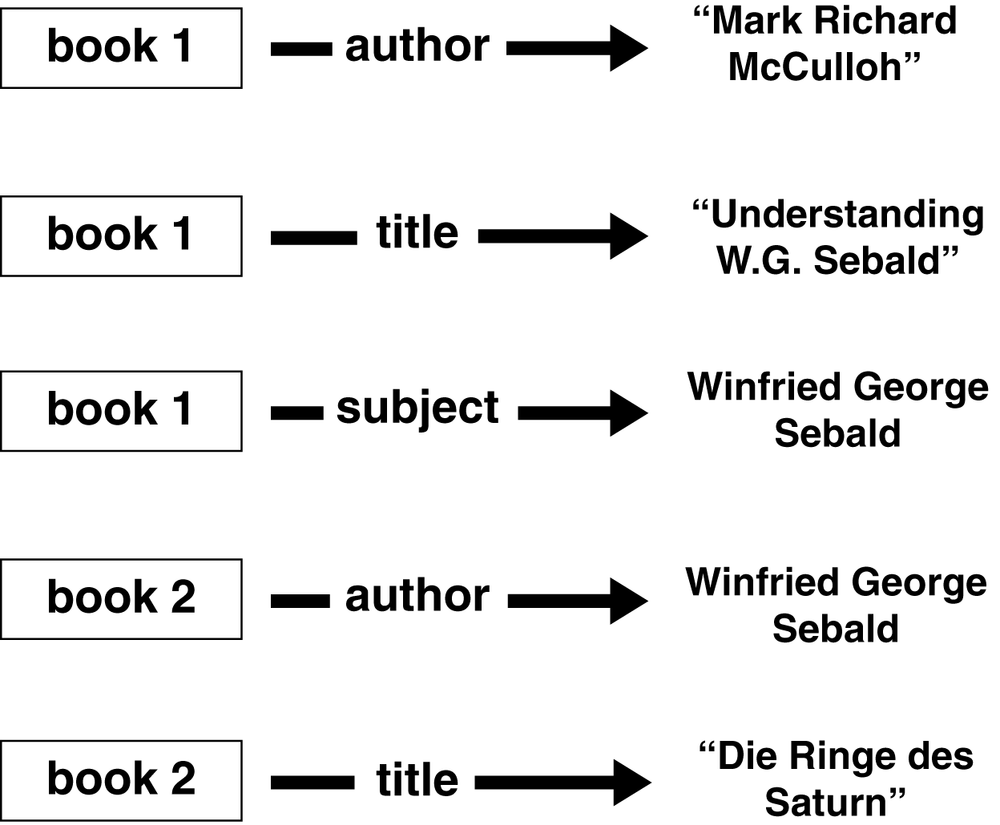 book 1 author “Mark Richard
McCulloh”
book 1 title “Understanding
W.G. Sebald”
book 1 subject Winfried George
Sebald
book 2 author Winfried George
Sebald
book 2 title “Die Ringe des
Saturn”